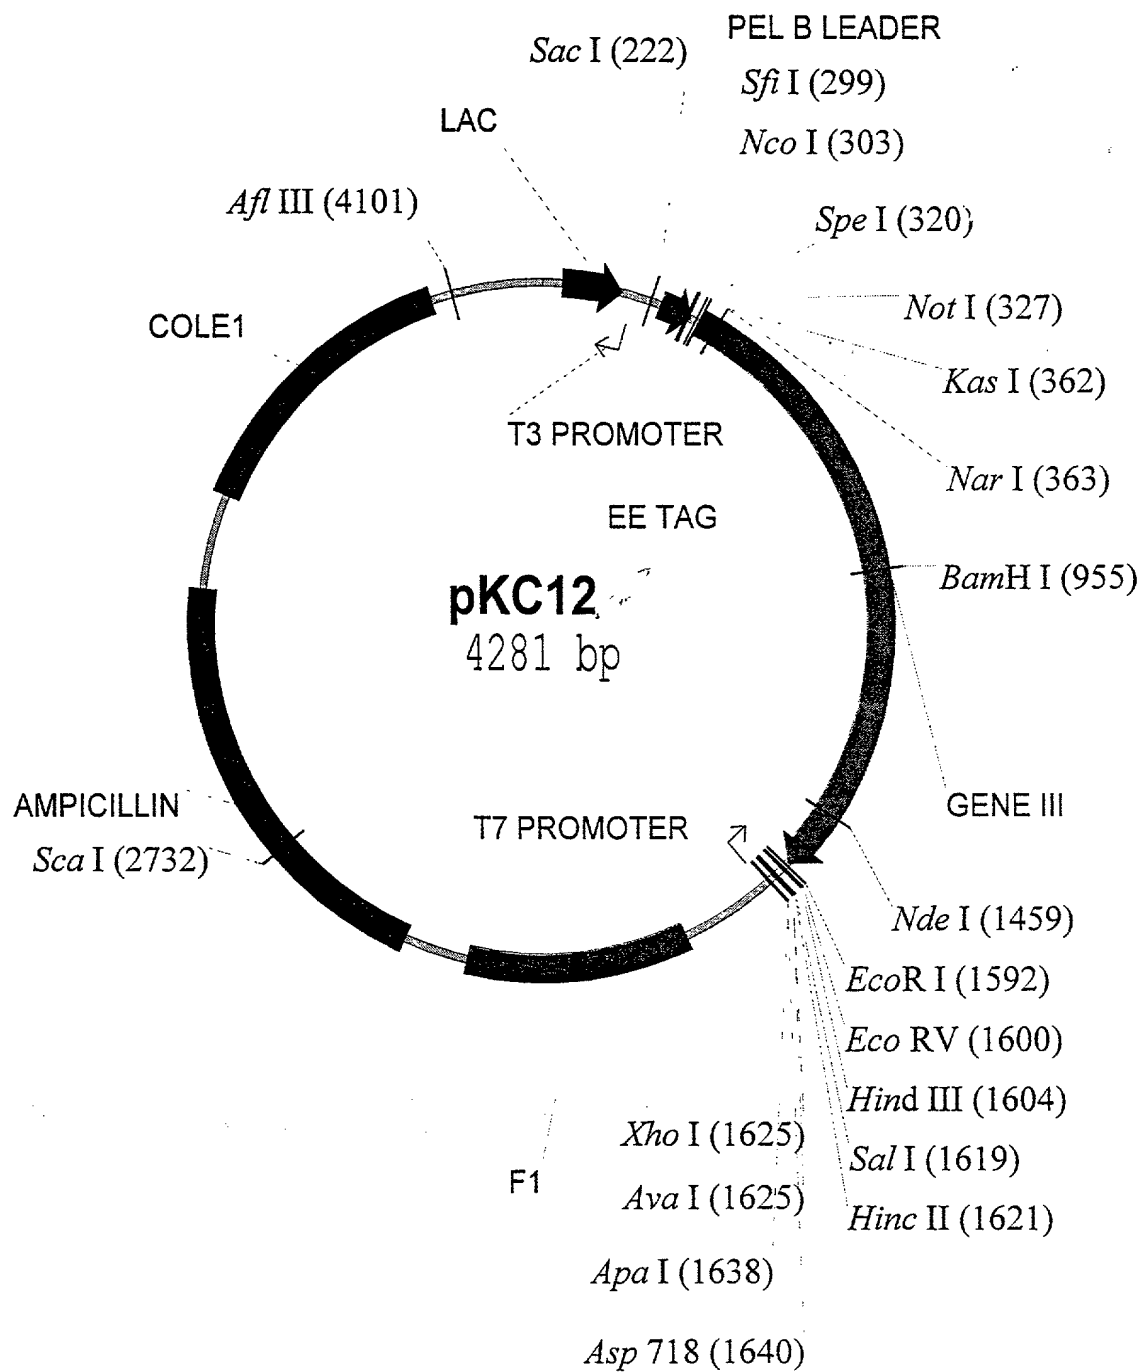 PEL B LEADER
Sac I (222)
Sfi I (299)
LAC
Nco I (303)
Afl III (4101)
Spe I (320)
Not I (327)
COLE1
Kas I (362)
T3 PROMOTER
Nar I (363)
EE TAG
BamH I (955)
pKC12
4281 bp
AMPICILLIN
GENE III
T7 PROMOTER
Sca I (2732)
Nde I (1459)
EcoR I (1592)
Eco RV (1600)
Hind III (1604)
Xho I (1625)
Sal I (1619)
F1
Ava I (1625)
Hinc II (1621)
Apa I (1638)
Asp 718 (1640)